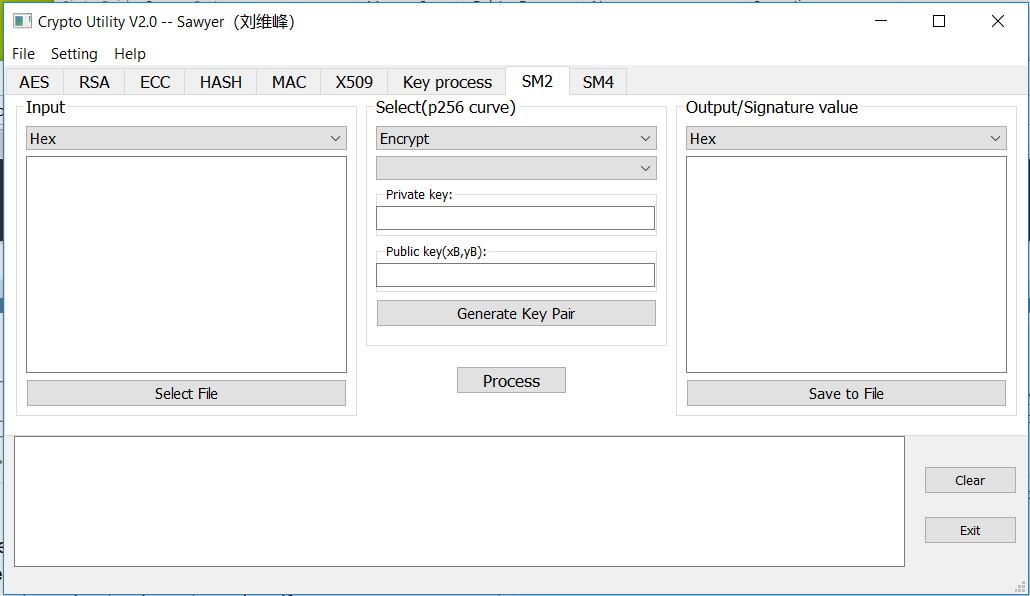 Crypto Utility V2.0 -- Sawyer（刘维峰）
File Setting Help
AES RSA ECC HASH MAC X509 Key process SM2 SM4
Input
Hex
Select File
Select(p256 curve)
Encrypt
Private key:
Public key(xB,yB):
Generate Key Pair
Process
Output/Signature value
Hex
Save to File
Clear
Exit